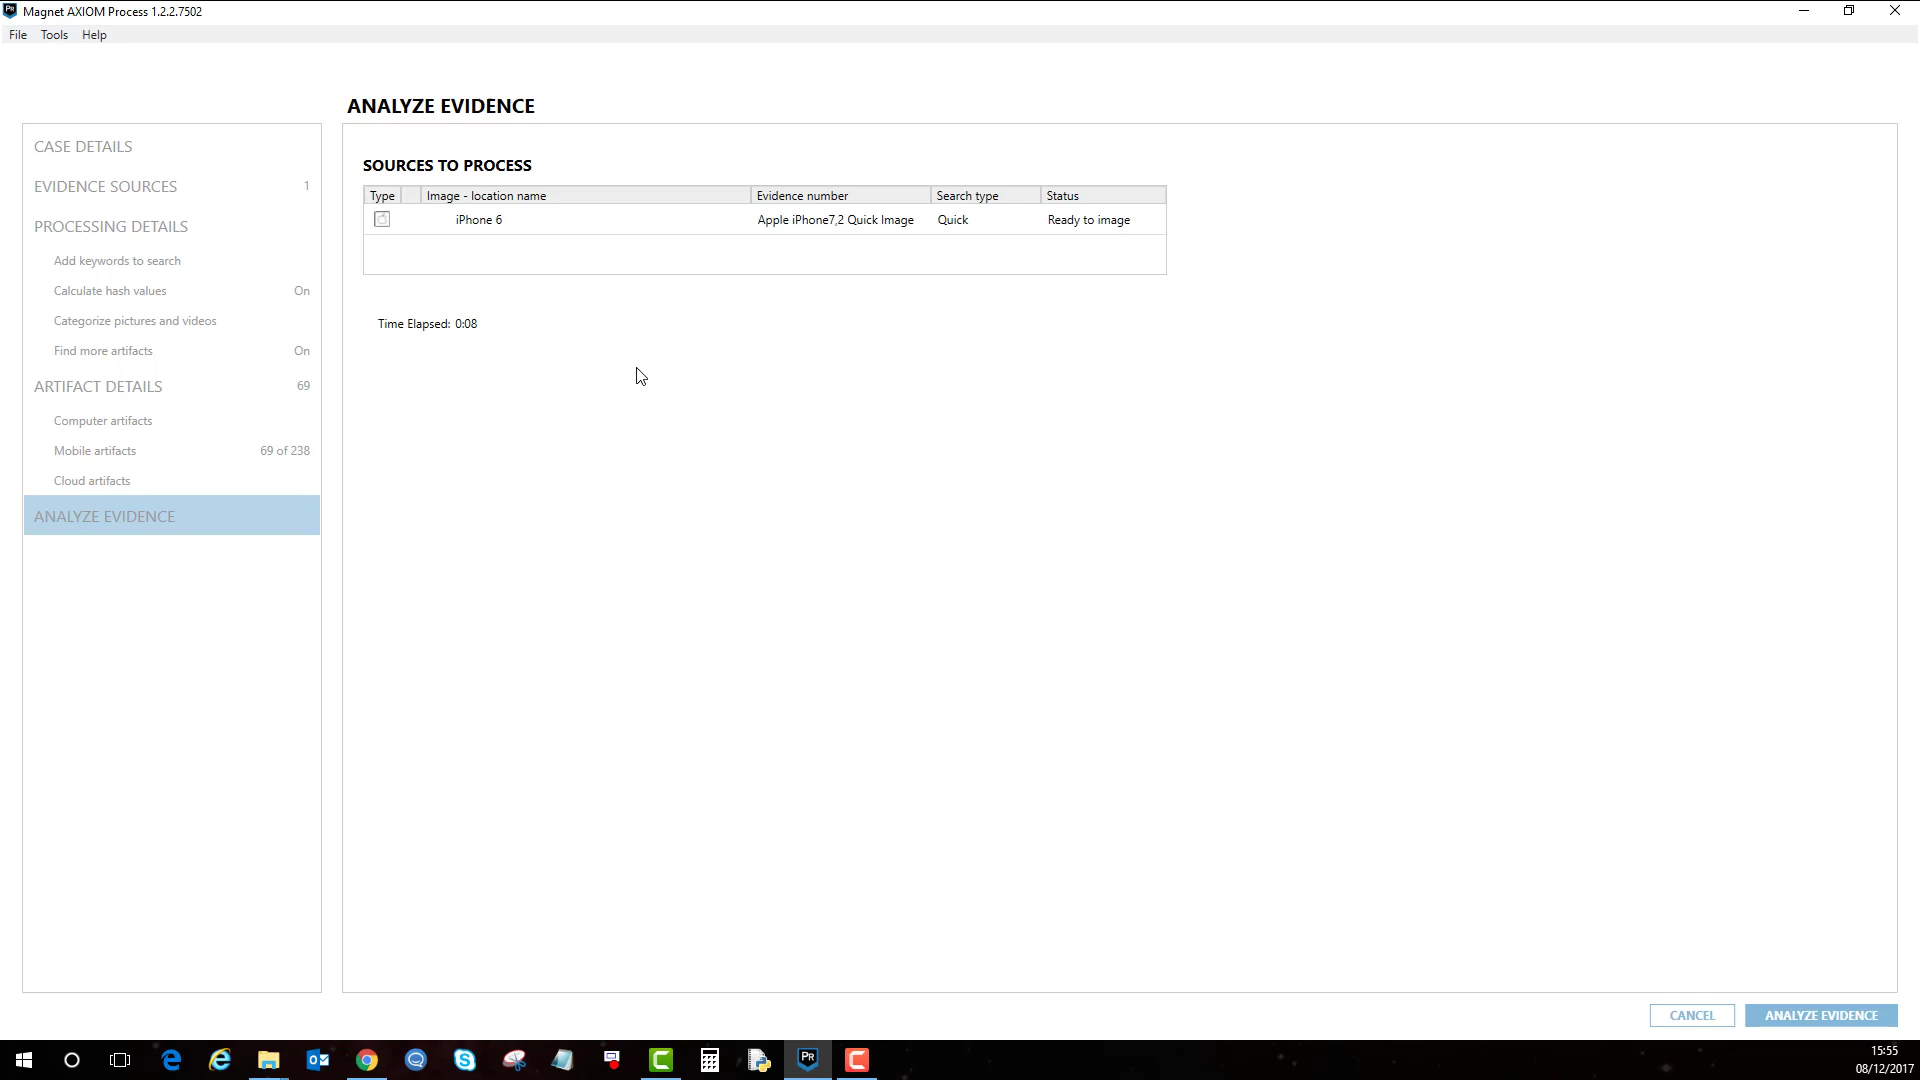 Magnet AXIOM Process 1.2.2.7502
File Tools Help
ANALYZE EVIDENCE
CASE DETAILS
EVIDENCE SOURCES 1
PROCESSING DETAILS
Add keywords to search
Calculate hash values On
Categorize pictures and videos
Find more artifacts On
ARTIFACT DETAILS 69
Computer artifacts
Mobile artifacts 69 of 238
Cloud artifacts
ANALYZE EVIDENCE
SOURCES TO PROCESS
Type Image - location name Evidence number Search type Status
iPhone 6 Apple iPhone7,2 Quick Image Quick Ready to image
Time Elapsed: 0:08
CANCEL ANALYZE EVIDENCE
15:55
08/12/2017